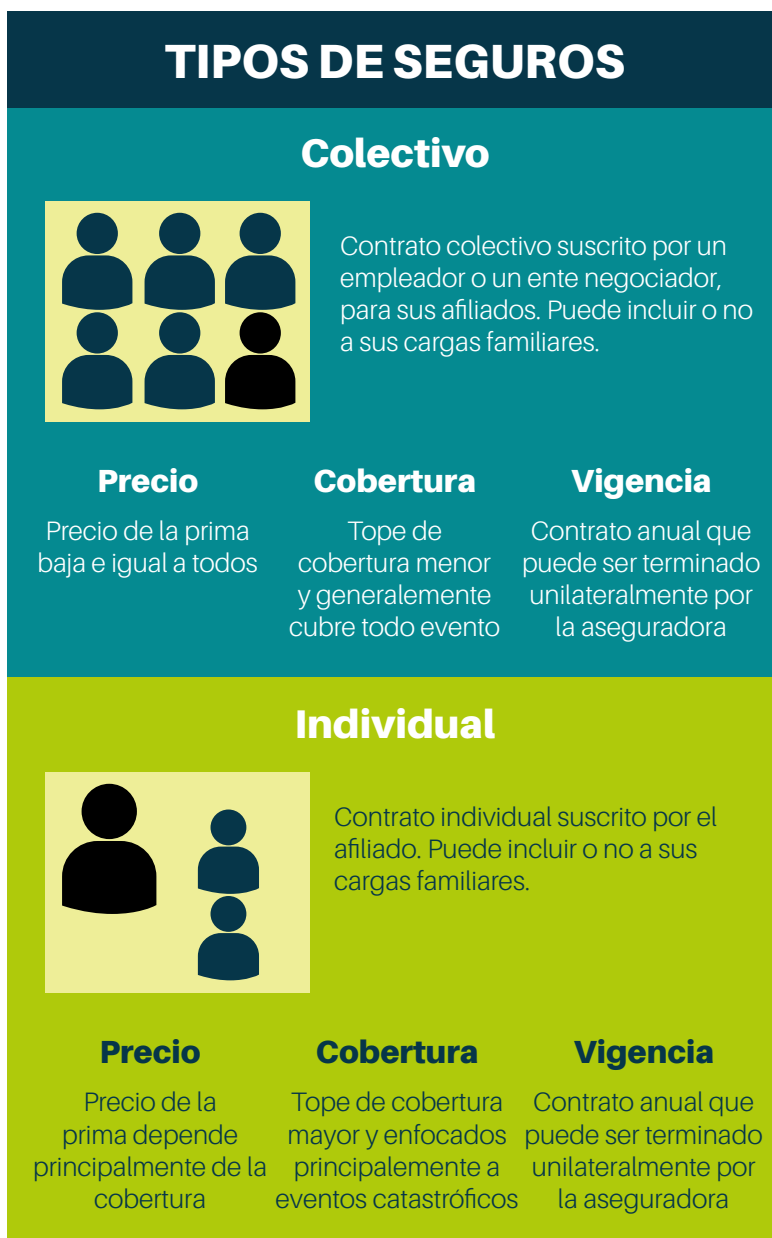 TIPOS DE SEGUROS
Colectivo
Contrato colectivo suscrito por un
empleador o un ente negociador,
para sus afiliados. Puede incluir o no
a sus cargas familiares.
Precio
Precio de la prima
baja e igual a todos
Cobertura
Tope de
cobertura menor
y generalemente
cubre todo evento
Vigencia
Contrato anual que
puede ser terminado
unilateralmente por
la aseguradora
Individual
Contrato individual suscrito por el
afiliado. Puede incluir o no a sus
cargas familiares.
Precio
Precio de la
prima depende
principalmente de la
cobertura
Cobertura
Tope de cobertura
mayor y enfocados
principalemente a
eventos catastróficos
Vigencia
Contrato anual que
puede ser terminado
unilateralmente por
la aseguradora